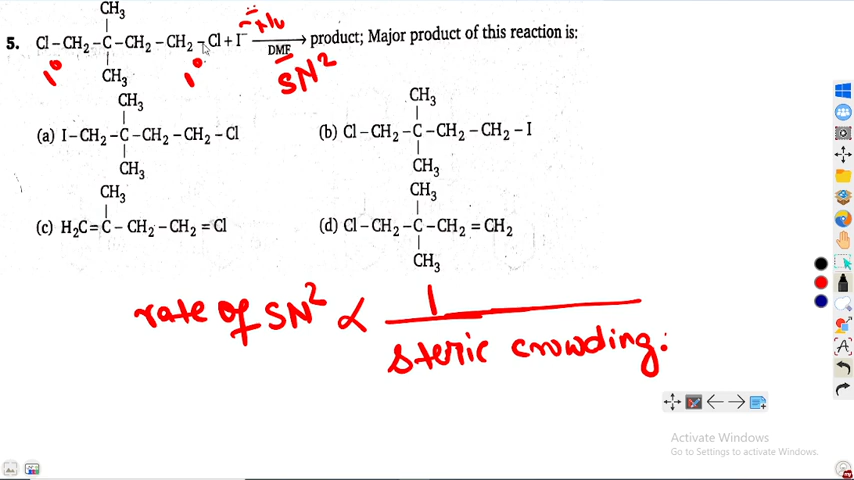 CH₃
5. Cl–CH₂–C–CH₂–CH₂–Cl + I⁻ → product; Major product of this reaction is:
DMF
CH₃
1° 1° SN²
CH₃
(a) I–CH₂–C–CH₂–CH₂–Cl
CH₃
CH₃
(b) Cl–CH₂–C–CH₂–CH₂–I
CH₃
CH₃
(c) H₂C=C–CH₂–CH₂=Cl
CH₃
(d) Cl–CH₂–C–CH₂=CH₂
CH₃
rate of SN² ∝ 1
steric crowding.
Activate Windows
Go to Settings to activate Windows.